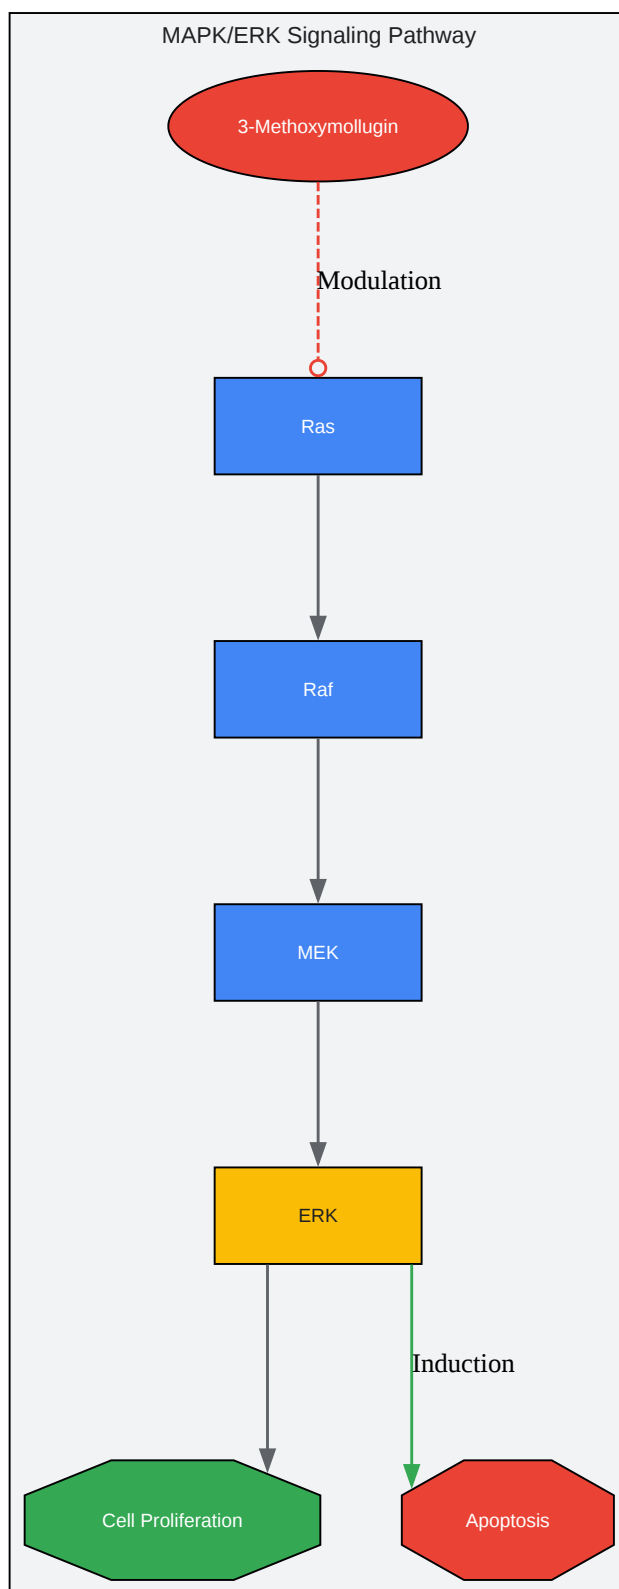 MAPK/ERK Signaling Pathway
3-Methoxymollugin
Modulation
Ras
Raf
MEK
ERK
Induction
Cell Proliferation
Apoptosis